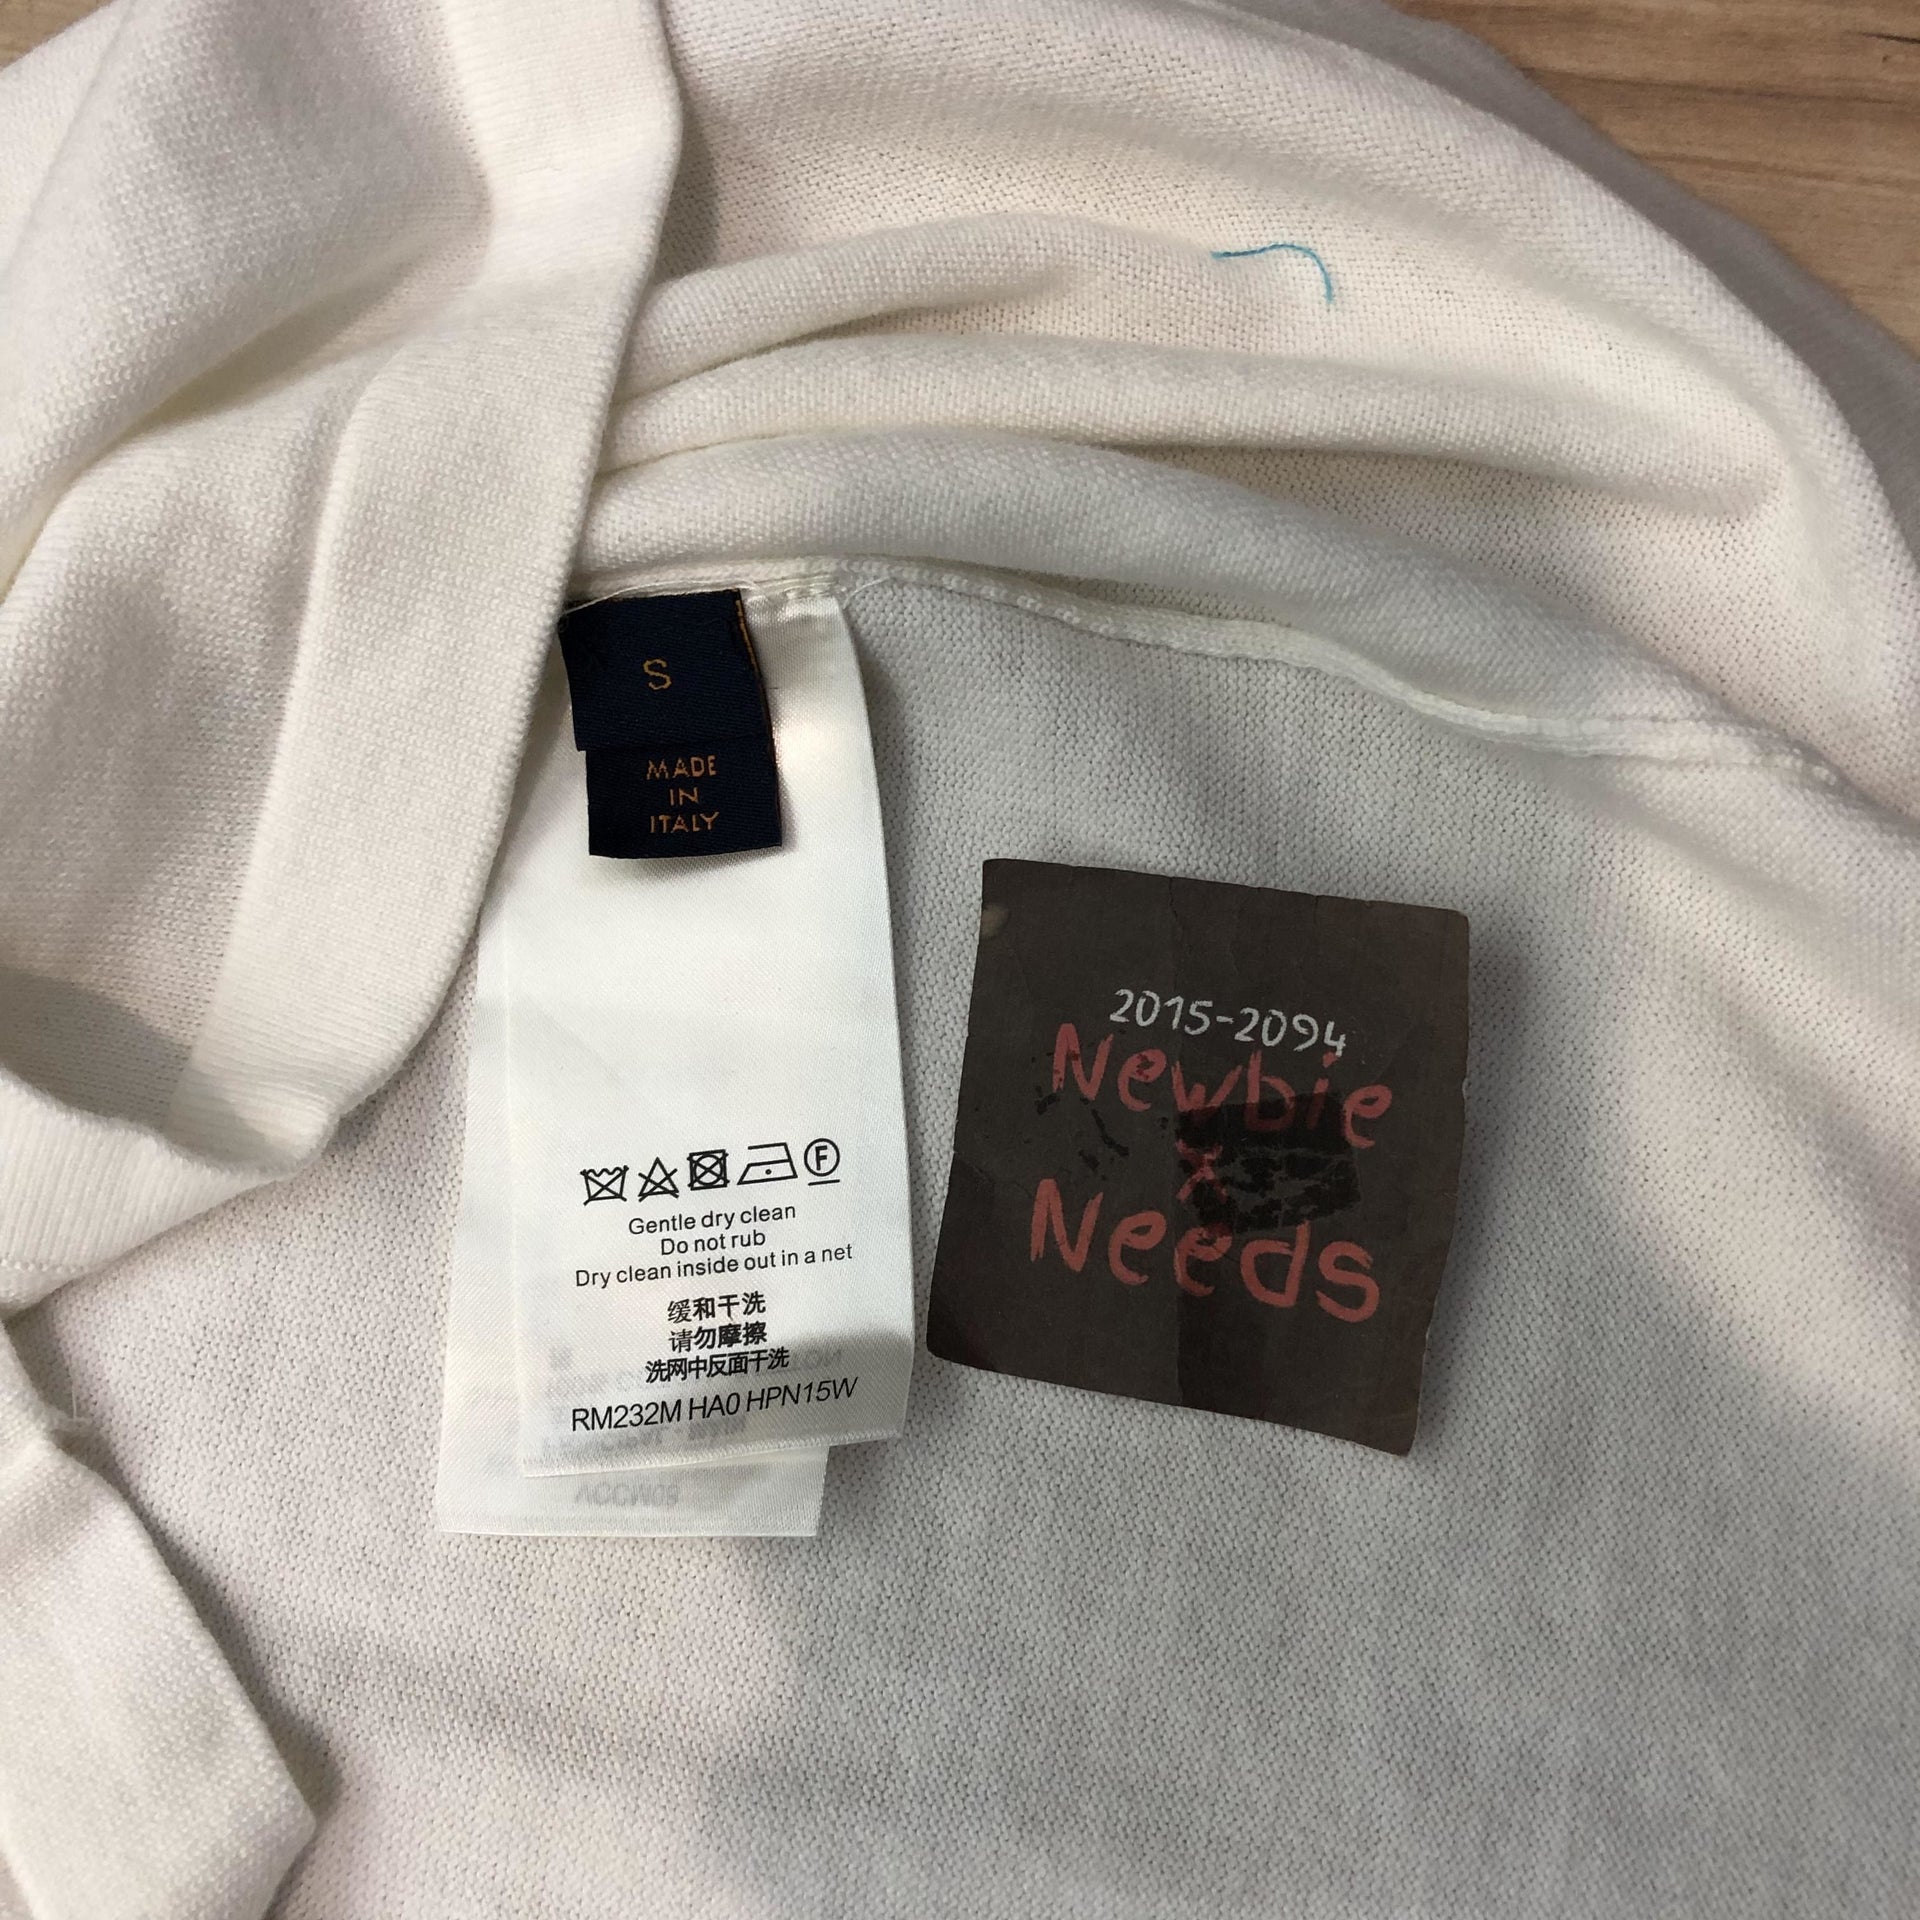 S
MADE
IN
ITALY
F
Gentle dry clean
Do not rub
Dry clean inside out in a net
缓和干洗
请勿摩擦
洗网中反面干洗
RM232M HA0 HPN15W
2015-2094
Newbie
x
Needs